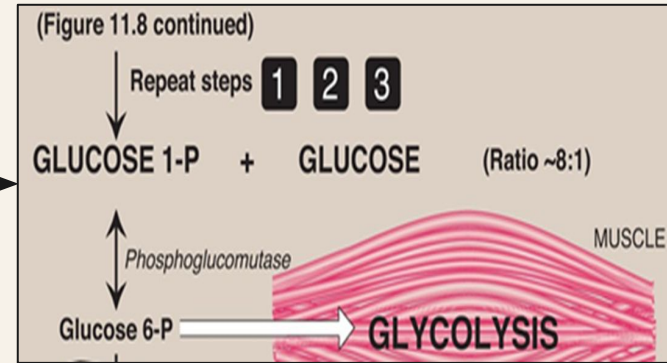 (Figure 11.8 continued)
Repeat steps 1 2 3
GLUCOSE 1-P + GLUCOSE (Ratio ~8:1)
MUSCLE
Phosphoglucomutase
Glucose 6-P GLYCOLYSIS